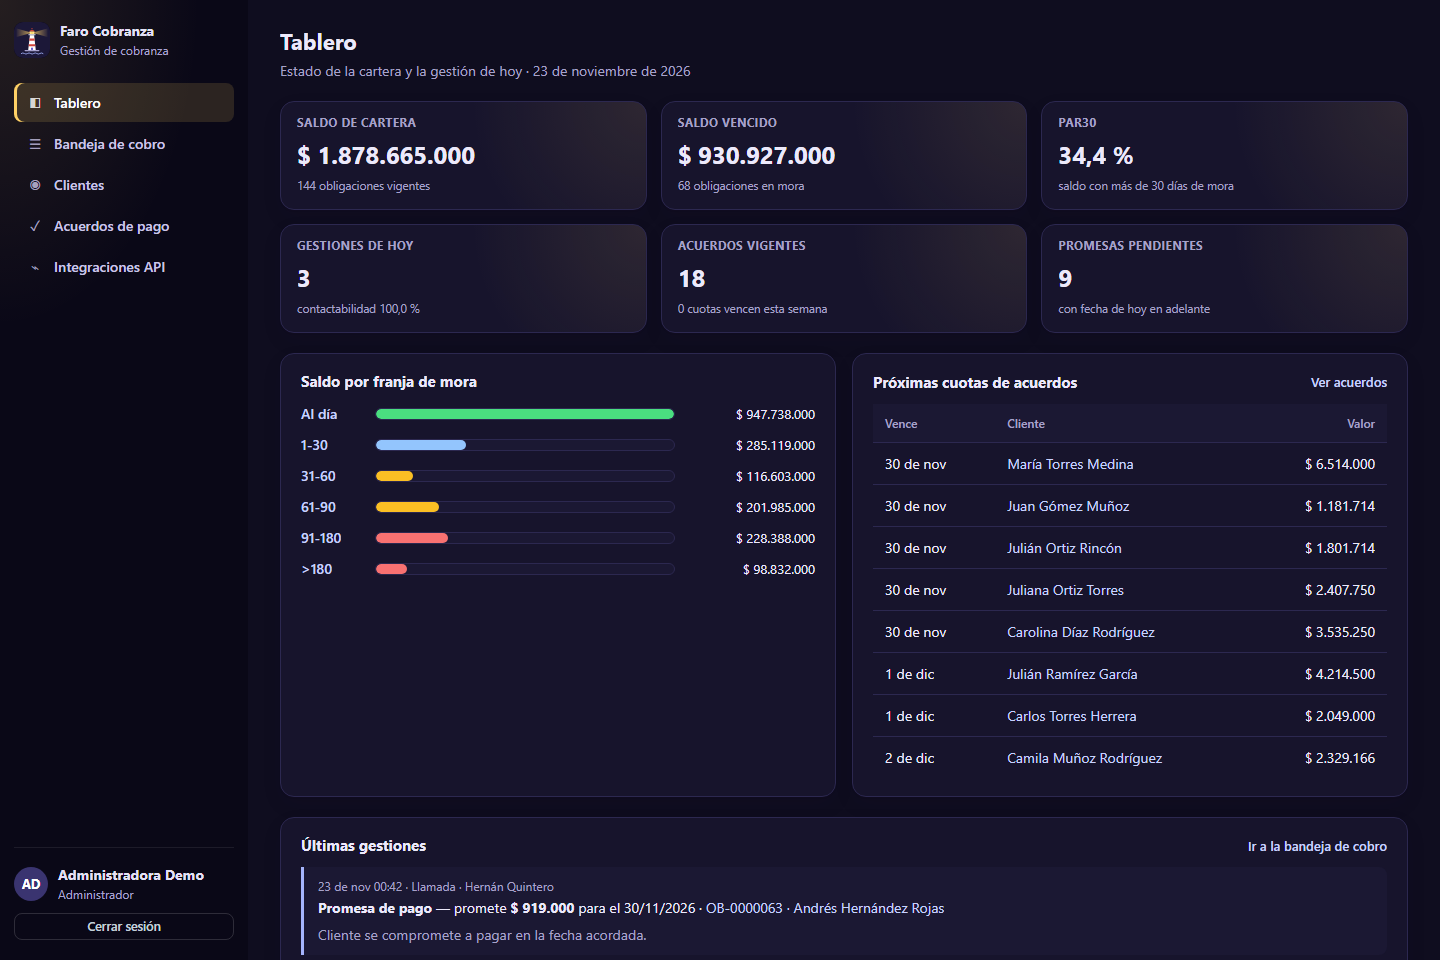 Faro Cobranza
Gestión de cobranza
Tablero
Bandeja de cobro
Clientes
Acuerdos de pago
Integraciones API
AD
Administradora Demo
Administrador
Cerrar sesión
Tablero
Estado de la cartera y la gestión de hoy · 23 de noviembre de 2026
SALDO DE CARTERA
$ 1.878.665.000
144 obligaciones vigentes
SALDO VENCIDO
$ 930.927.000
68 obligaciones en mora
PAR30
34,4 %
saldo con más de 30 días de mora
GESTIONES DE HOY
3
contactabilidad 100,0 %
ACUERDOS VIGENTES
18
0 cuotas vencen esta semana
PROMESAS PENDIENTES
9
con fecha de hoy en adelante
Saldo por franja de mora
Al día $ 947.738.000
1-30 $ 285.119.000
31-60 $ 116.603.000
61-90 $ 201.985.000
91-180 $ 228.388.000
>180 $ 98.832.000
Próximas cuotas de acuerdos Ver acuerdos
Vence Cliente Valor
30 de nov María Torres Medina $ 6.514.000
30 de nov Juan Gómez Muñoz $ 1.181.714
30 de nov Julián Ortiz Rincón $ 1.801.714
30 de nov Juliana Ortiz Torres $ 2.407.750
30 de nov Carolina Díaz Rodríguez $ 3.535.250
1 de dic Julián Ramírez García $ 4.214.500
1 de dic Carlos Torres Herrera $ 2.049.000
2 de dic Camila Muñoz Rodríguez $ 2.329.166
Últimas gestiones Ir a la bandeja de cobro
23 de nov 00:42 · Llamada · Hernán Quintero
Promesa de pago — promete $ 919.000 para el 30/11/2026 · OB-0000063 · Andrés Hernández Rojas
Cliente se compromete a pagar en la fecha acordada.